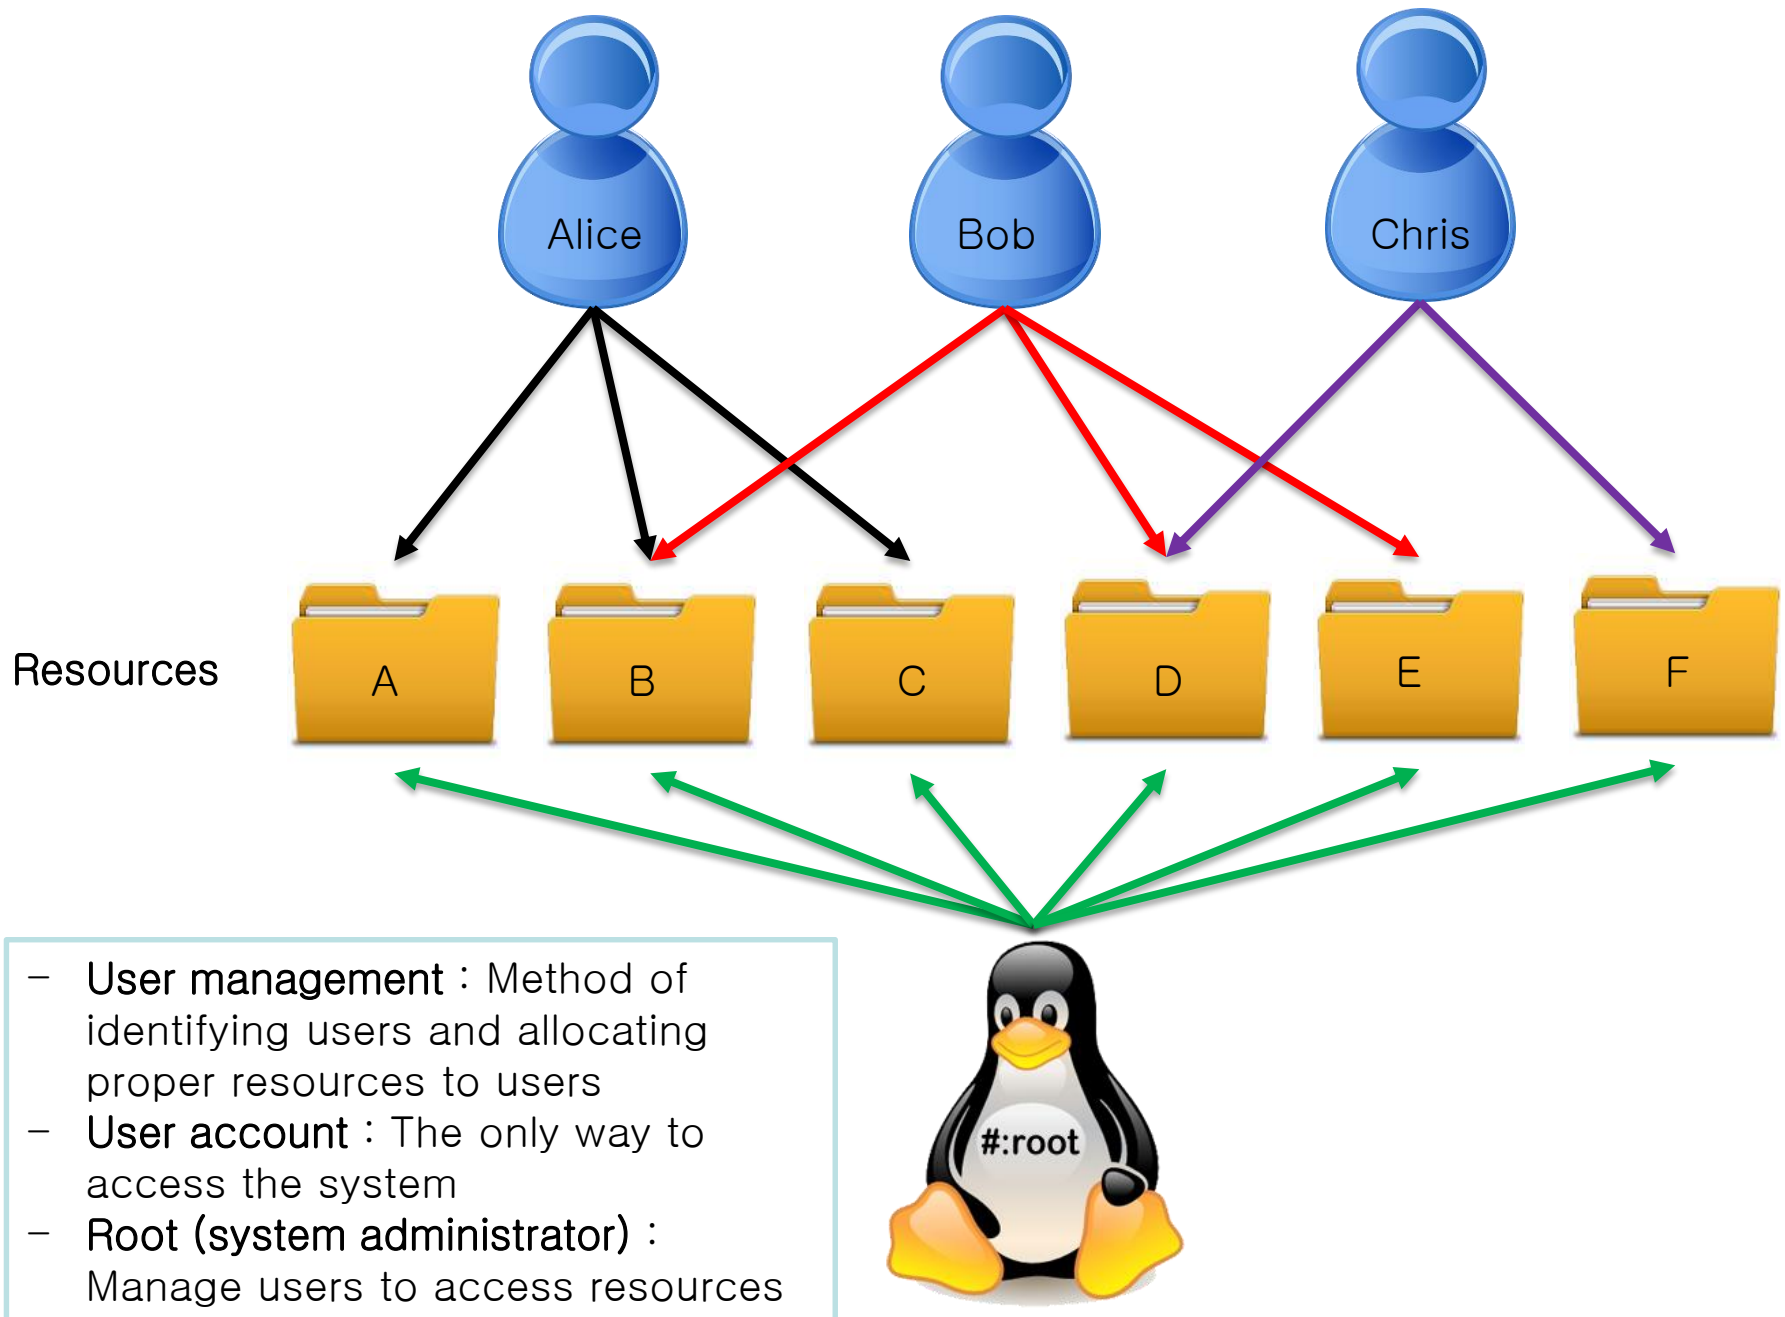 Alice
Bob
Chris
Resources
A
B
C
D
E
F
- User management : Method of
identifying users and allocating
proper resources to users
- User account : The only way to
access the system
- Root (system administrator) :
Manage users to access resources
#:root